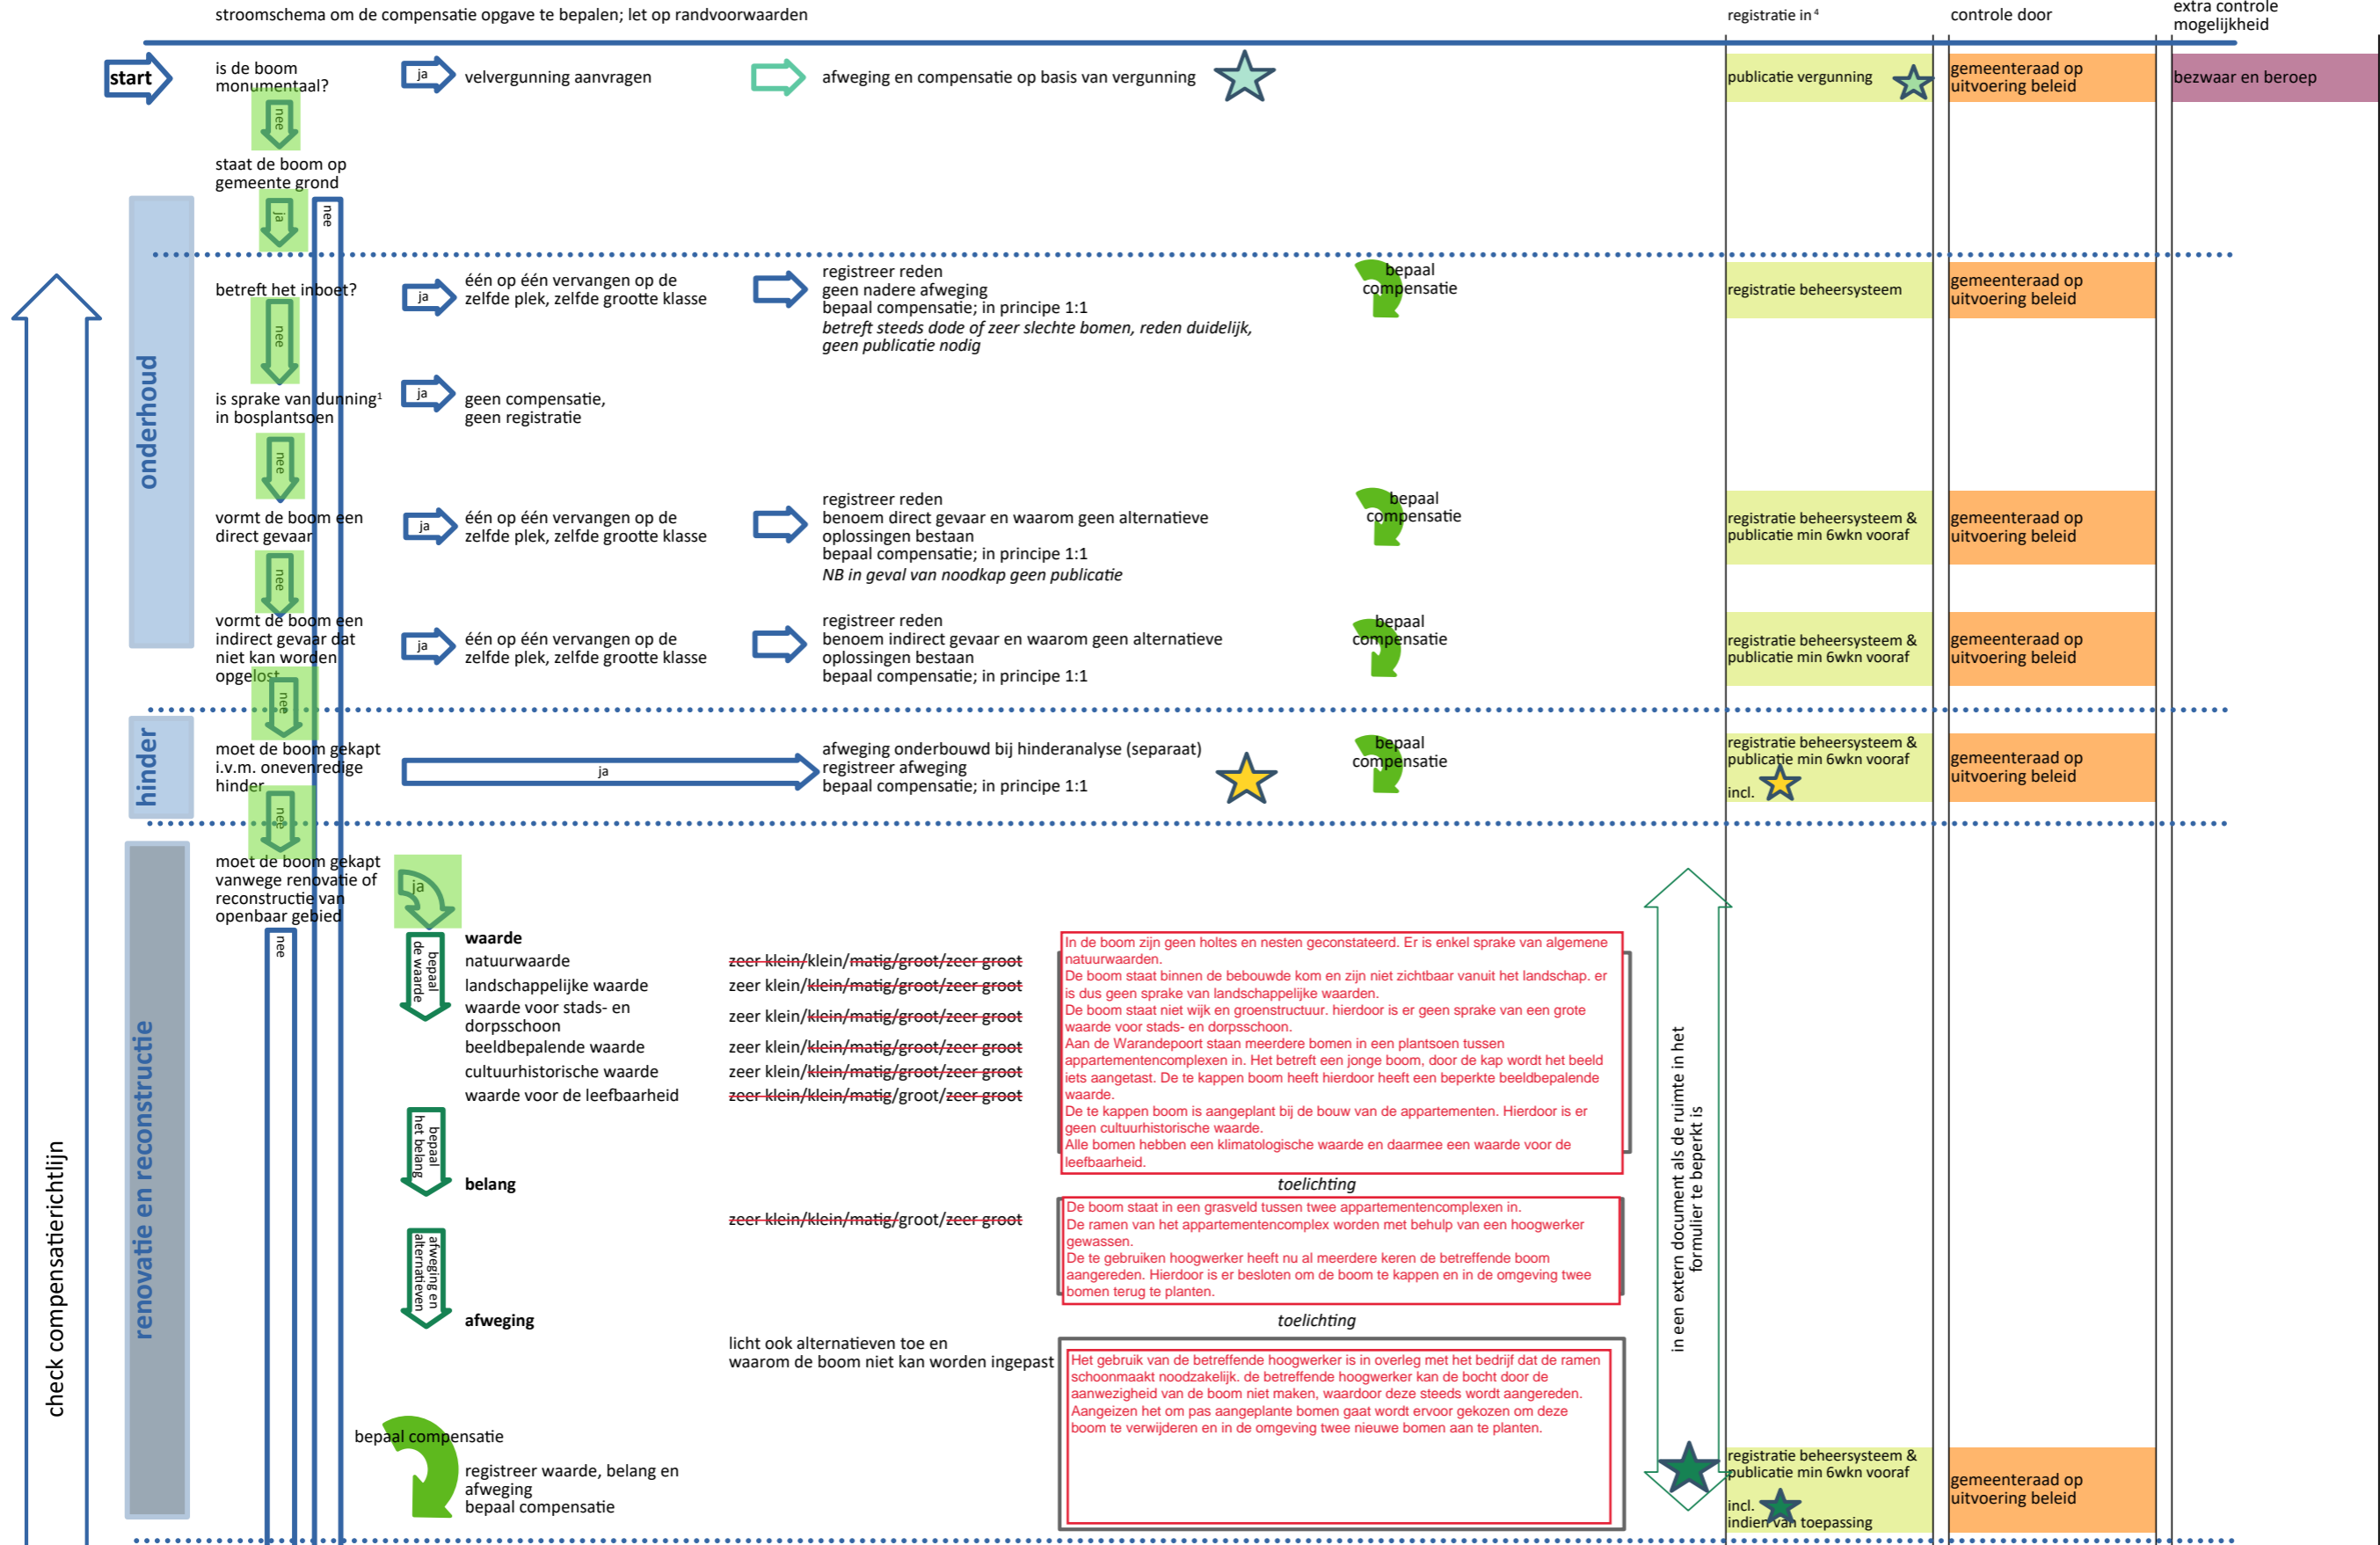 stroomschema om de compensatie opgave te bepalen; let op randvoorwaarden
registratie in⁴
controle door
extra controle
mogelijkheid
start
is de boom
monumentaal?
ja
velvergunning aanvragen
afweging en compensatie op basis van vergunning
publicatie vergunning
gemeenteraad op
uitvoering beleid
bezwaar en beroep
nee
staat de boom op
gemeente grond
ja
nee
onderhoud
betreft het inboet?
ja
één op één vervangen op de
zelfde plek, zelfde grootte klasse
registreer reden
geen nadere afweging
bepaal compensatie; in principe 1:1
betreft steeds dode of zeer slechte bomen, reden duidelijk,
geen publicatie nodig
bepaal
compensatie
registratie beheersysteem
gemeenteraad op
uitvoering beleid
nee
is sprake van dunning¹
in bosplantsoen
ja
geen compensatie,
geen registratie
nee
vormt de boom een
direct gevaar
ja
één op één vervangen op de
zelfde plek, zelfde grootte klasse
registreer reden
benoem direct gevaar en waarom geen alternatieve
oplossingen bestaan
bepaal compensatie; in principe 1:1
NB in geval van noodkap geen publicatie
bepaal
compensatie
registratie beheersysteem &
publicatie min 6wkn vooraf
gemeenteraad op
uitvoering beleid
nee
vormt de boom een
indirect gevaar dat
niet kan worden
opgelost
ja
één op één vervangen op de
zelfde plek, zelfde grootte klasse
registreer reden
benoem indirect gevaar en waarom geen alternatieve
oplossingen bestaan
bepaal compensatie; in principe 1:1
bepaal
compensatie
registratie beheersysteem &
publicatie min 6wkn vooraf
gemeenteraad op
uitvoering beleid
nee
hinder
moet de boom gekapt
i.v.m. onevenredige
hinder
ja
afweging onderbouwd bij hinderanalyse (separaat)
registreer afweging
bepaal compensatie; in principe 1:1
bepaal
compensatie
registratie beheersysteem &
publicatie min 6wkn vooraf
incl.
gemeenteraad op
uitvoering beleid
nee
renovatie en reconstructie
moet de boom gekapt
vanwege renovatie of
reconstructie van
openbaar gebied
ja
nee
bepaal
de waarde
waarde
natuurwaarde
zeer klein/klein/matig/groot/zeer groot
landschappelijke waarde
zeer klein/klein/matig/groot/zeer groot
waarde voor stads- en
dorpsschoon
zeer klein/klein/matig/groot/zeer groot
beeldbepalende waarde
zeer klein/klein/matig/groot/zeer groot
cultuurhistorische waarde
zeer klein/klein/matig/groot/zeer groot
waarde voor de leefbaarheid
zeer klein/klein/matig/groot/zeer groot
In de boom zijn geen holtes en nesten geconstateerd. Er is enkel sprake van algemene
natuurwaarden.
De boom staat binnen de bebouwde kom en zijn niet zichtbaar vanuit het landschap. er
is dus geen sprake van landschappelijke waarden.
De boom staat niet wijk en groenstructuur. hierdoor is er geen sprake van een grote
waarde voor stads- en dorpsschoon.
Aan de Warandepoort staan meerdere bomen in een plantsoen tussen
appartementencomplexen in. Het betreft een jonge boom, door de kap wordt het beeld
iets aangetast. De te kappen boom heeft hierdoor heeft een beperkte beeldbepalende
waarde.
De te kappen boom is aangeplant bij de bouw van de appartementen. Hierdoor is er
geen cultuurhistorische waarde.
Alle bomen hebben een klimatologische waarde en daarmee een waarde voor de
leefbaarheid.
bepaal
het belang
belang
toelichting
zeer klein/klein/matig/groot/zeer groot
De boom staat in een grasveld tussen twee appartementencomplexen in.
De ramen van het appartementencomplex worden met behulp van een hoogwerker
gewassen.
De te gebruiken hoogwerker heeft nu al meerdere keren de betreffende boom
aangereden. Hierdoor is er besloten om de boom te kappen en in de omgeving twee
bomen terug te planten.
afweging en
alternatieven
afweging
toelichting
licht ook alternatieven toe en
waarom de boom niet kan worden ingepast
Het gebruik van de betreffende hoogwerker is in overleg met het bedrijf dat de ramen
schoonmaakt noodzakelijk. de betreffende hoogwerker kan de bocht door de
aanwezigheid van de boom niet maken, waardoor deze steeds wordt aangereden.
Aangeizen het om pas aangeplante bomen gaat wordt ervoor gekozen om deze
boom te verwijderen en in de omgeving twee nieuwe bomen aan te planten.
bepaal compensatie
registreer waarde, belang en
afweging
bepaal compensatie
in een extern document als de ruimte in het
formulier te beperkt is
registratie beheersysteem &
publicatie min 6wkn vooraf
incl.
indien van toepassing
gemeenteraad op
uitvoering beleid
check compensatierichtlijn